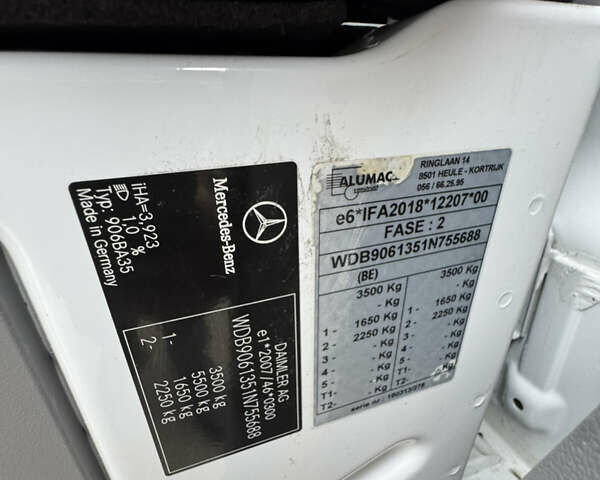 Mercedes-Benz
DAIMLER AG
e1*2007/46*0300
WDB9061351N755688
3500 kg
5500 kg
1- 1650 kg
2- 2250 kg
iHA=3,923
1.0 %
Typ: 906BA35
Made in Germany
ALUMAC
RINGLAAN 14
8501 HEULE - KORTRIJK
056 / 66.25.95
e6*IFA2018*12207*00
FASE : 2
WDB9061351N755688
(BE)
3500 Kg 3500 Kg
- Kg - Kg
1- 1650 Kg 1- 1650 Kg
2- 2250 Kg 2- 2250 Kg
3- - Kg 3- - Kg
4- - Kg 4- - Kg
5- - Kg 5- - Kg
T1- - Kg T1- - Kg
T2- - Kg T2- - Kg
serie nr : 180313/278